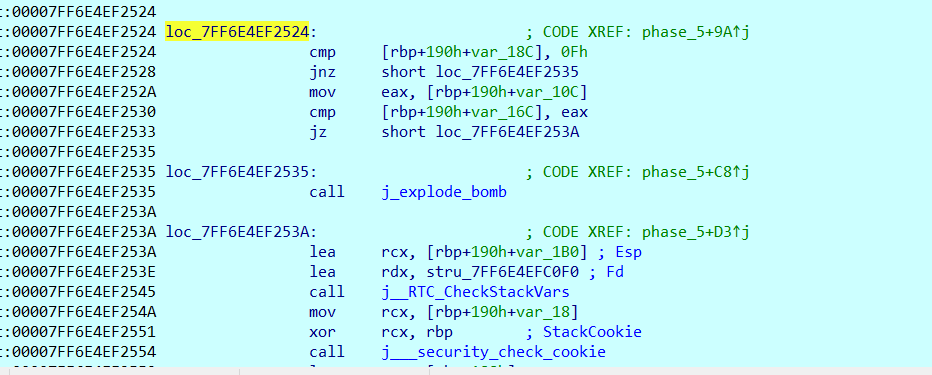 t:00007FF6E4EF2524
t:00007FF6E4EF2524 loc_7FF6E4EF2524: ; CODE XREF: phase_5+9A↑j
t:00007FF6E4EF2524 cmp [rbp+190h+var_18C], 0Fh
t:00007FF6E4EF2528 jnz short loc_7FF6E4EF2535
t:00007FF6E4EF252A mov eax, [rbp+190h+var_10C]
t:00007FF6E4EF2530 cmp [rbp+190h+var_16C], eax
t:00007FF6E4EF2533 jz short loc_7FF6E4EF253A
t:00007FF6E4EF2535
t:00007FF6E4EF2535 loc_7FF6E4EF2535: ; CODE XREF: phase_5+C8↑j
t:00007FF6E4EF2535 call j_explode_bomb
t:00007FF6E4EF253A
t:00007FF6E4EF253A loc_7FF6E4EF253A: ; CODE XREF: phase_5+D3↑j
t:00007FF6E4EF253A lea rcx, [rbp+190h+var_1B0] ; Esp
t:00007FF6E4EF253E lea rdx, stru_7FF6E4EFC0F0 ; Fd
t:00007FF6E4EF2545 call j__RTC_CheckStackVars
t:00007FF6E4EF254A mov rcx, [rbp+190h+var_18]
t:00007FF6E4EF2551 xor rcx, rbp ; StackCookie
t:00007FF6E4EF2554 call j___security_check_cookie